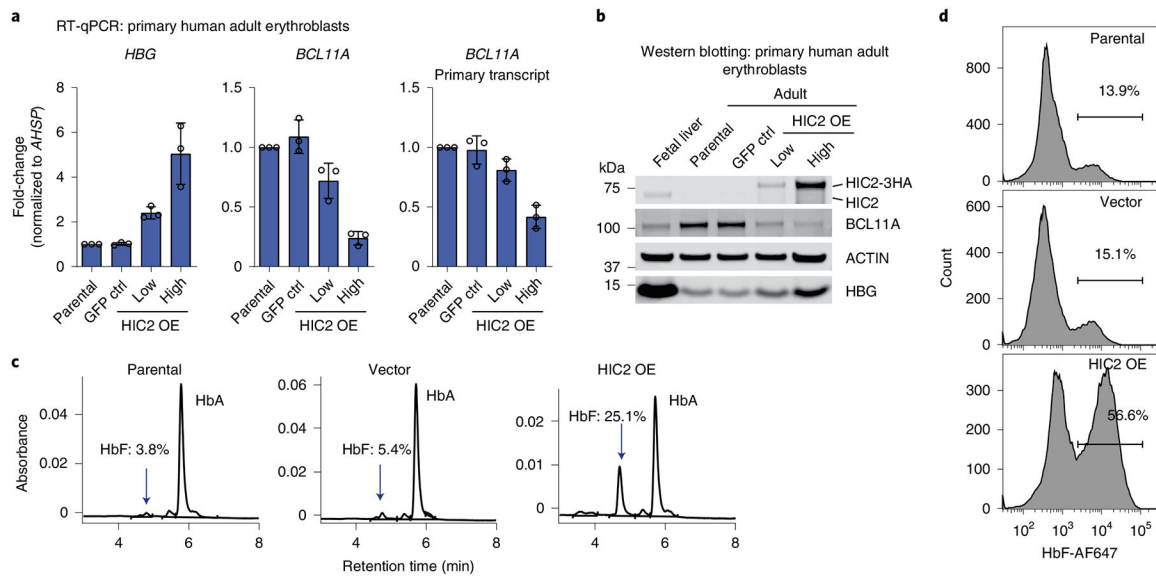 a
RT-qPCR: primary human adult erythroblasts
HBG
BCL11A
BCL11A
Primary transcript
Fold-change
(normalized to AHSP)
8
6
4
2
0
1.5
1.0
0.5
0
1.5
1.0
0.5
0
Parental
GFP ctrl
Low
High
HIC2 OE
Parental
GFP ctrl
Low
High
HIC2 OE
Parental
GFP ctrl
Low
High
HIC2 OE
b
Western blotting: primary human adult
erythroblasts
Adult
HIC2 OE
Fetal liver
Parental
GFP ctrl
Low
High
kDa
75
100
37
15
HIC2-3HA
HIC2
BCL11A
ACTIN
HBG
c
Parental
Vector
HIC2 OE
Absorbance
0.04
0.02
0
HbF: 3.8%
HbA
4
6
8
0.06
0.04
0.02
0
HbF: 5.4%
HbA
4
6
8
0.02
0.01
0
HbF: 25.1%
HbA
4
6
8
Retention time (min)
d
Count
Parental
13.9%
800
400
0
Vector
15.1%
600
400
200
0
HIC2 OE
56.6%
300
200
100
0
10²
10³
10⁴
10⁵
HbF-AF647